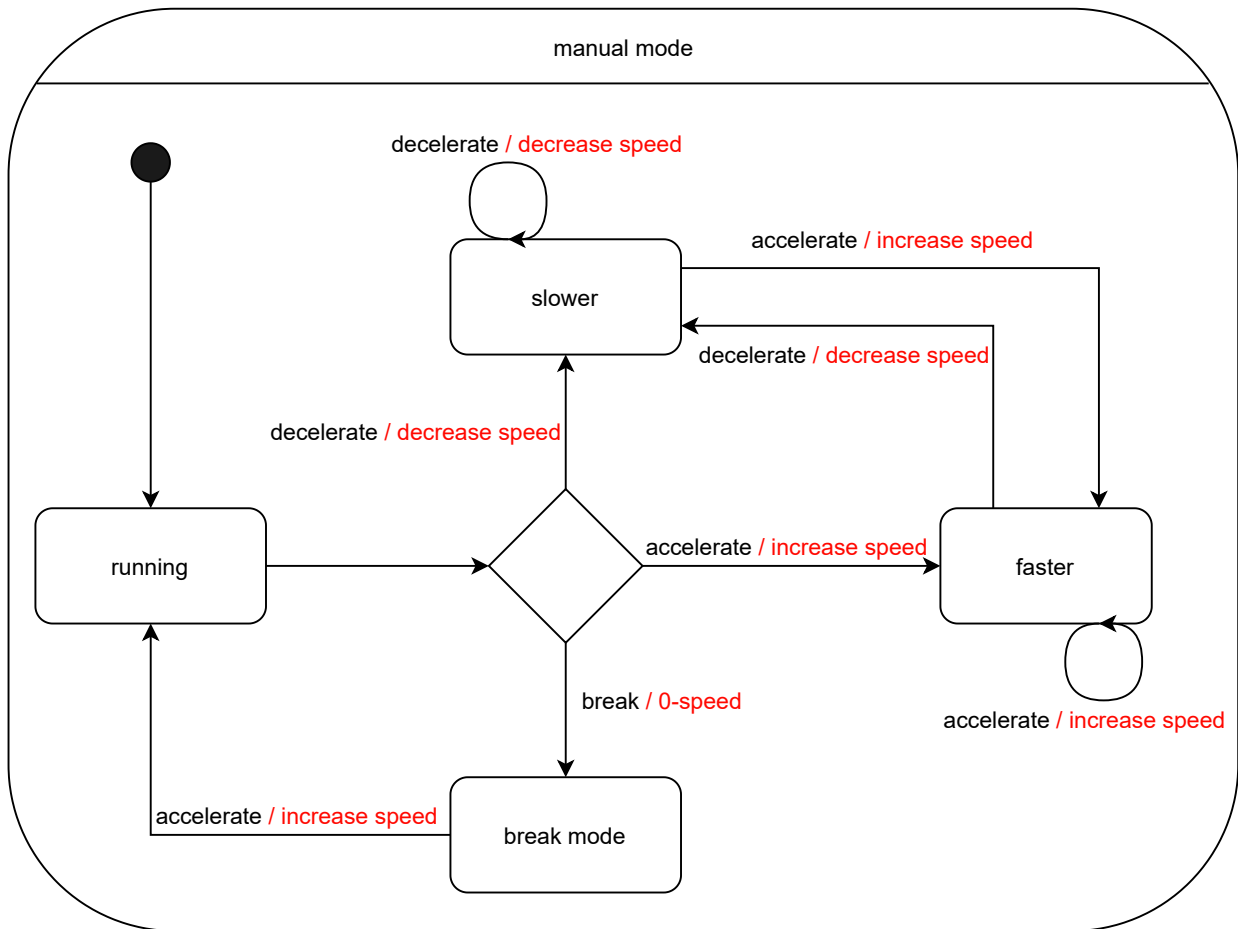 manual mode
decelerate / decrease speed
accelerate / increase speed
slower
decelerate / decrease speed
decelerate / decrease speed
accelerate / increase speed
running
faster
break / 0-speed
accelerate / increase speed
accelerate / increase speed
break mode